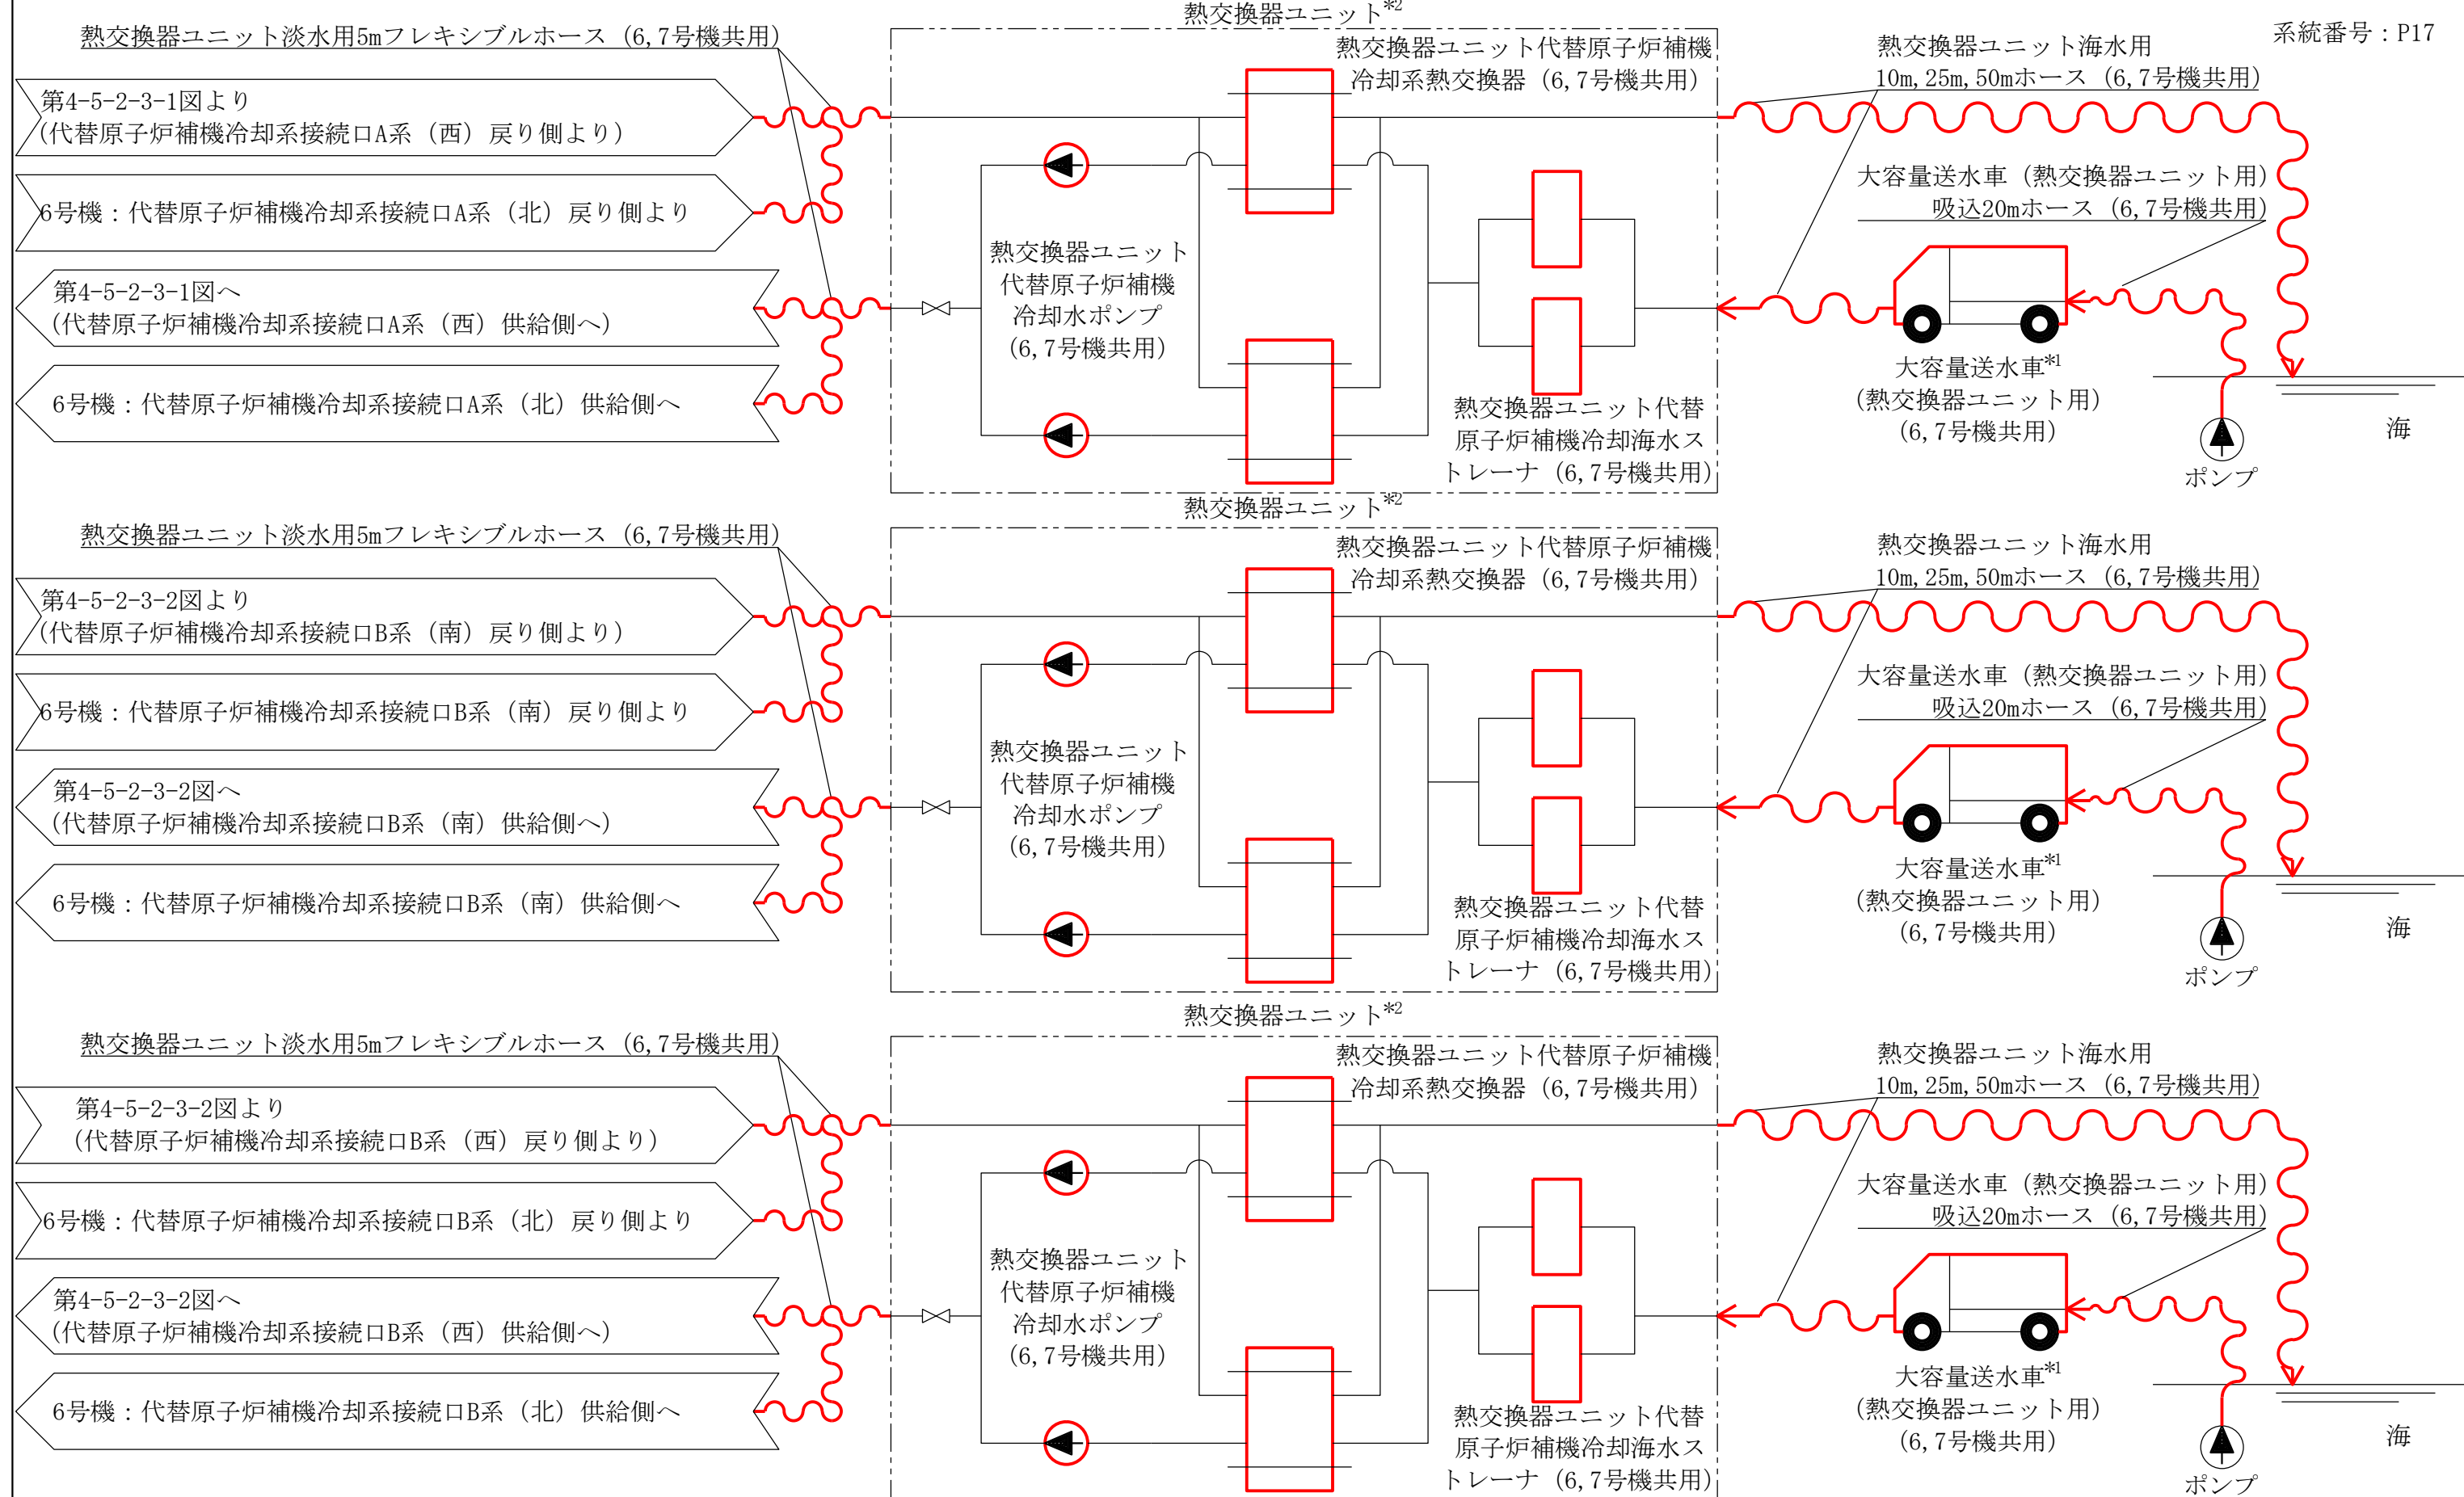 系統番号：P17
熱交換器ユニット*2
熱交換器ユニット淡水用5mフレキシブルホース（6,7号機共用）
第4-5-2-3-1図より
（代替原子炉補機冷却系接続口A系（西）戻り側より）
6号機：代替原子炉補機冷却系接続口A系（北）戻り側より
第4-5-2-3-1図へ
（代替原子炉補機冷却系接続口A系（西）供給側へ）
6号機：代替原子炉補機冷却系接続口A系（北）供給側へ
熱交換器ユニット代替原子炉補機
冷却系熱交換器（6,7号機共用）
熱交換器ユニット
代替原子炉補機
冷却水ポンプ
（6,7号機共用）
熱交換器ユニット代替
原子炉補機冷却海水ス
トレーナ（6,7号機共用）
熱交換器ユニット海水用
10m,25m,50mホース（6,7号機共用）
大容量送水車（熱交換器ユニット用）
吸込20mホース（6,7号機共用）
大容量送水車*1
（熱交換器ユニット用）
（6,7号機共用）
ポンプ
海
熱交換器ユニット*2
熱交換器ユニット淡水用5mフレキシブルホース（6,7号機共用）
第4-5-2-3-2図より
（代替原子炉補機冷却系接続口B系（南）戻り側より）
6号機：代替原子炉補機冷却系接続口B系（南）戻り側より
第4-5-2-3-2図へ
（代替原子炉補機冷却系接続口B系（南）供給側へ）
6号機：代替原子炉補機冷却系接続口B系（南）供給側へ
熱交換器ユニット代替原子炉補機
冷却系熱交換器（6,7号機共用）
熱交換器ユニット
代替原子炉補機
冷却水ポンプ
（6,7号機共用）
熱交換器ユニット代替
原子炉補機冷却海水ス
トレーナ（6,7号機共用）
熱交換器ユニット海水用
10m,25m,50mホース（6,7号機共用）
大容量送水車（熱交換器ユニット用）
吸込20mホース（6,7号機共用）
大容量送水車*1
（熱交換器ユニット用）
（6,7号機共用）
ポンプ
海
熱交換器ユニット*2
熱交換器ユニット淡水用5mフレキシブルホース（6,7号機共用）
第4-5-2-3-2図より
（代替原子炉補機冷却系接続口B系（西）戻り側より）
6号機：代替原子炉補機冷却系接続口B系（北）戻り側より
第4-5-2-3-2図へ
（代替原子炉補機冷却系接続口B系（西）供給側へ）
6号機：代替原子炉補機冷却系接続口B系（北）供給側へ
熱交換器ユニット代替原子炉補機
冷却系熱交換器（6,7号機共用）
熱交換器ユニット
代替原子炉補機
冷却水ポンプ
（6,7号機共用）
熱交換器ユニット代替
原子炉補機冷却海水ス
トレーナ（6,7号機共用）
熱交換器ユニット海水用
10m,25m,50mホース（6,7号機共用）
大容量送水車（熱交換器ユニット用）
吸込20mホース（6,7号機共用）
大容量送水車*1
（熱交換器ユニット用）
（6,7号機共用）
ポンプ
海